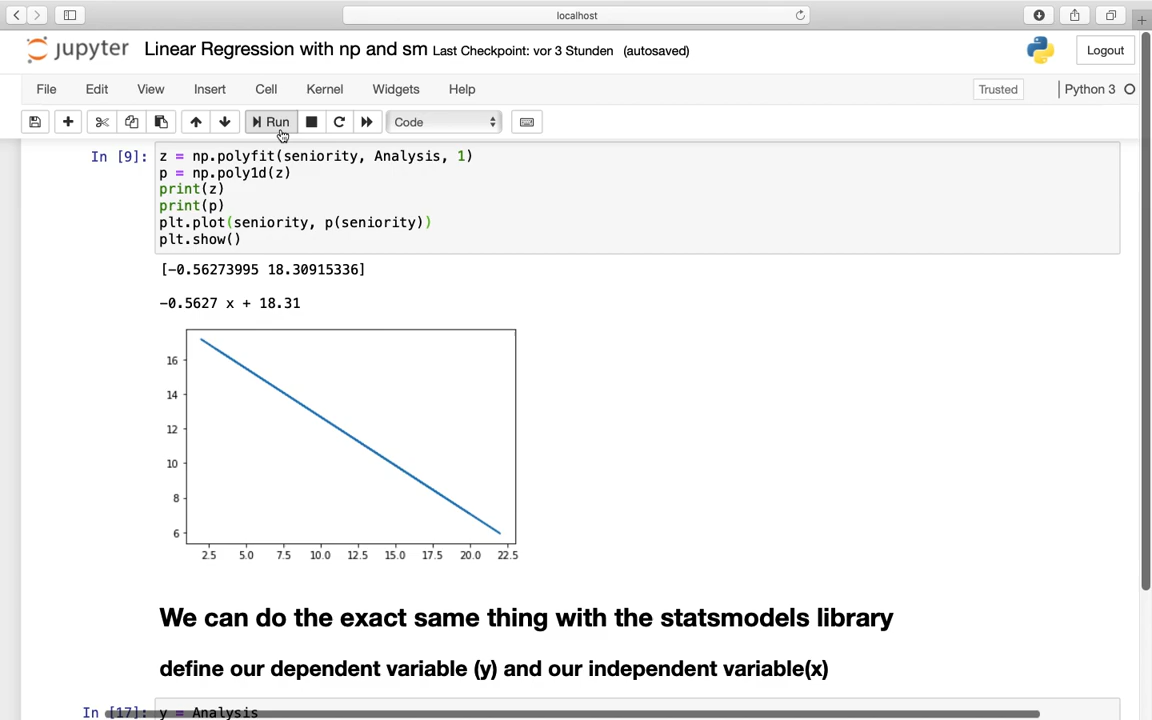 localhost
jupyter Linear Regression with np and sm Last Checkpoint: vor 3 Stunden (autosaved) Logout
File Edit View Insert Cell Kernel Widgets Help Trusted Python 3
Run Code
In [9]: z = np.polyfit(seniority, Analysis, 1)
p = np.poly1d(z)
print(z)
print(p)
plt.plot(seniority, p(seniority))
plt.show()
[-0.56273995 18.30915336]
-0.5627 x + 18.31
16
14
12
10
8
6
2.5 5.0 7.5 10.0 12.5 15.0 17.5 20.0 22.5
We can do the exact same thing with the statsmodels library
define our dependent variable (y) and our independent variable(x)
In [17]: y = Analysis